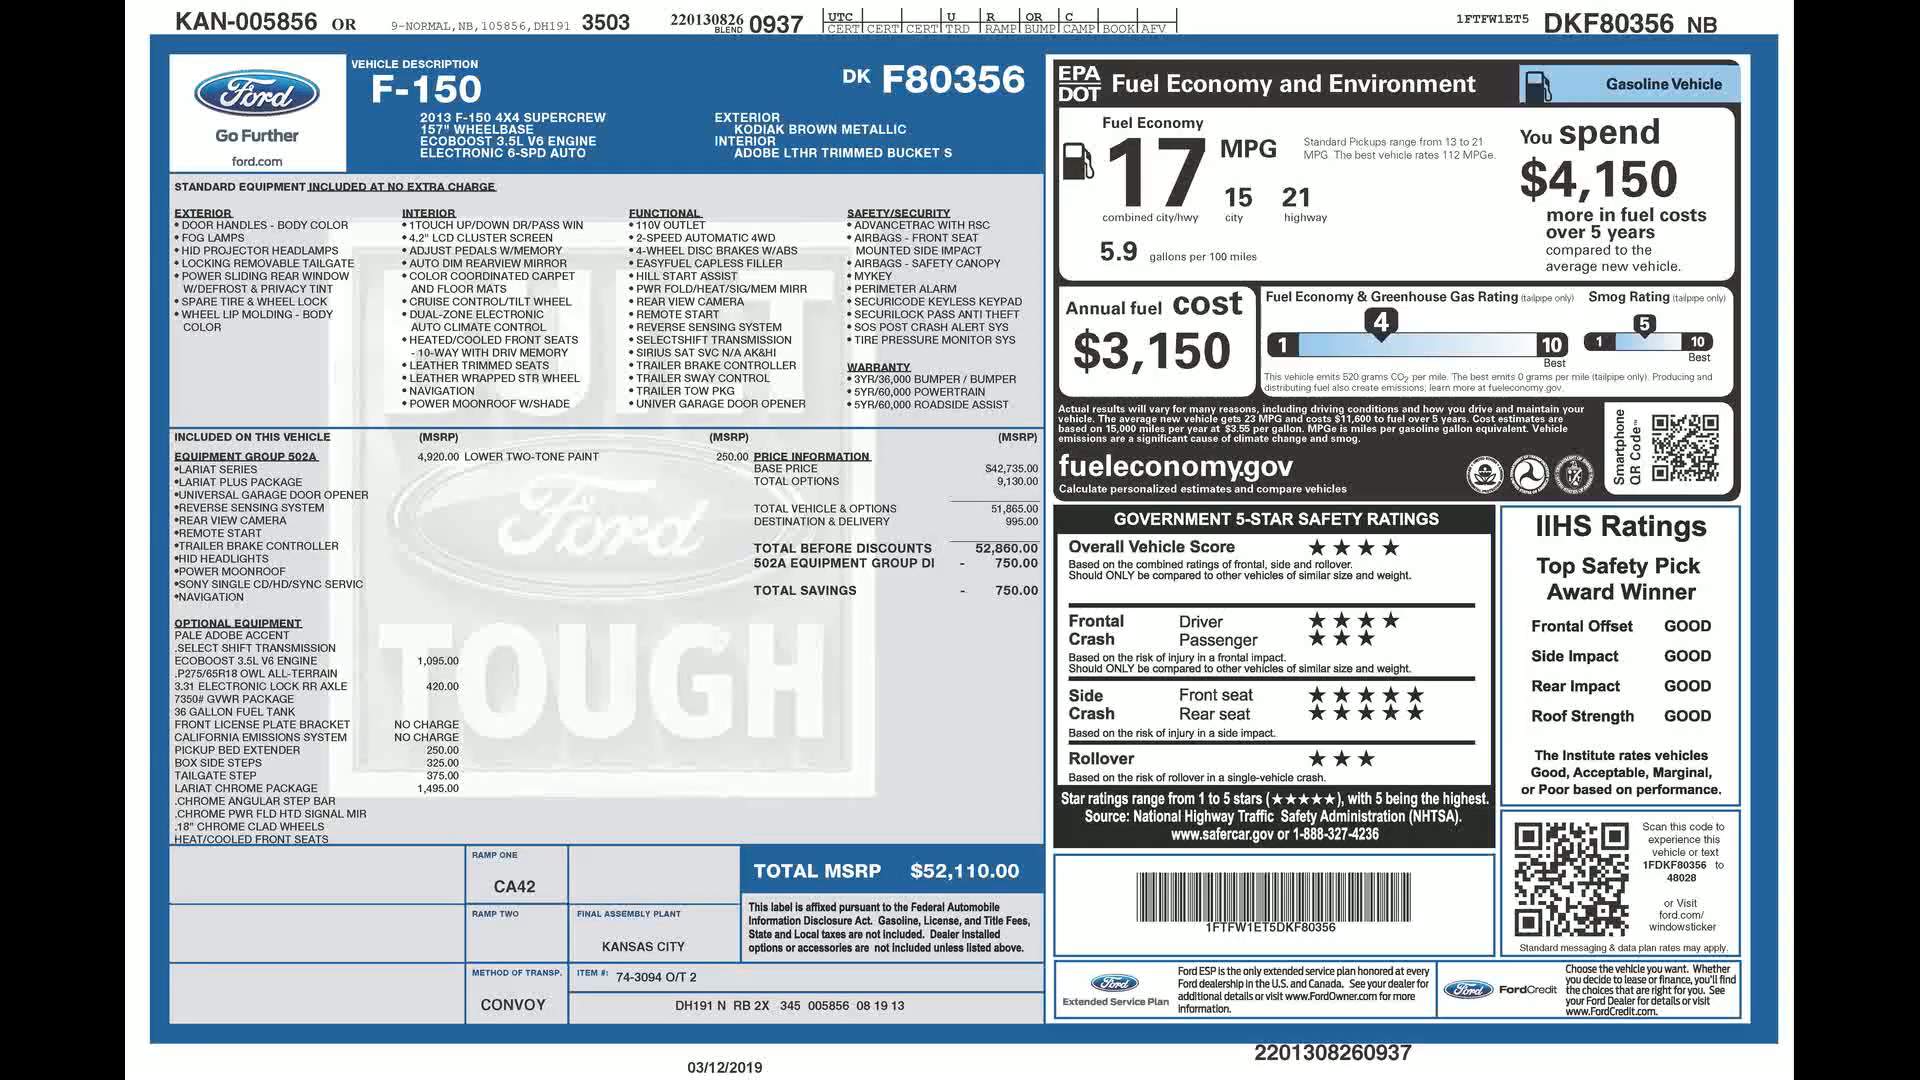 KAN-005856 OR 9-NORMAL,NB,105856,DH191 3503 220130826 0937
BLEND
UTC U R OR C
CERT CERT CERT TRD RAMP BUMP CAMP BOOK AFV
1FTFW1ET5 DKF80356 NB
Ford
Go Further
ford.com
VEHICLE DESCRIPTION
F-150
2013 F-150 4X4 SUPERCREW
157" WHEELBASE
ECOBOOST 3.5L V6 ENGINE
ELECTRONIC 6-SPD AUTO
DK F80356
EXTERIOR
KODIAK BROWN METALLIC
INTERIOR
ADOBE LTHR TRIMMED BUCKET S
STANDARD EQUIPMENT INCLUDED AT NO EXTRA CHARGE
EXTERIOR
• DOOR HANDLES - BODY COLOR
• FOG LAMPS
• HID PROJECTOR HEADLAMPS
• LOCKING REMOVABLE TAILGATE
• POWER SLIDING REAR WINDOW
W/DEFROST & PRIVACY TINT
• SPARE TIRE & WHEEL LOCK
• WHEEL LIP MOLDING - BODY
COLOR
INTERIOR
• 1TOUCH UP/DOWN DR/PASS WIN
• 4.2" LCD CLUSTER SCREEN
• ADJUST PEDALS W/MEMORY
• AUTO DIM REARVIEW MIRROR
• COLOR COORDINATED CARPET
AND FLOOR MATS
• CRUISE CONTROL/TILT WHEEL
• DUAL-ZONE ELECTRONIC
AUTO CLIMATE CONTROL
• HEATED/COOLED FRONT SEATS
- 10-WAY WITH DRIV MEMORY
• LEATHER TRIMMED SEATS
• LEATHER WRAPPED STR WHEEL
• NAVIGATION
• POWER MOONROOF W/SHADE
FUNCTIONAL
• 110V OUTLET
• 2-SPEED AUTOMATIC 4WD
• 4-WHEEL DISC BRAKES W/ABS
• EASYFUEL CAPLESS FILLER
• HILL START ASSIST
• PWR FOLD/HEAT/SIG/MEM MIRR
• REAR VIEW CAMERA
• REMOTE START
• REVERSE SENSING SYSTEM
• SELECTSHIFT TRANSMISSION
• SIRIUS SAT SVC N/A AK&HI
• TRAILER BRAKE CONTROLLER
• TRAILER SWAY CONTROL
• TRAILER TOW PKG
• UNIVER GARAGE DOOR OPENER
SAFETY/SECURITY
• ADVANCETRAC WITH RSC
• AIRBAGS - FRONT SEAT
MOUNTED SIDE IMPACT
• AIRBAGS - SAFETY CANOPY
• MYKEY
• PERIMETER ALARM
• SECURICODE KEYLESS KEYPAD
• SECURILOCK PASS ANTI THEFT
• SOS POST CRASH ALERT SYS
• TIRE PRESSURE MONITOR SYS
WARRANTY
• 3YR/36,000 BUMPER / BUMPER
• 5YR/60,000 POWERTRAIN
• 5YR/60,000 ROADSIDE ASSIST
BUILT
Ford
TOUGH
INCLUDED ON THIS VEHICLE (MSRP) (MSRP) (MSRP)
EQUIPMENT GROUP 502A 4,920.00
•LARIAT SERIES
•LARIAT PLUS PACKAGE
•UNIVERSAL GARAGE DOOR OPENER
•REVERSE SENSING SYSTEM
•REAR VIEW CAMERA
•REMOTE START
•TRAILER BRAKE CONTROLLER
•HID HEADLIGHTS
•POWER MOONROOF
•SONY SINGLE CD/HD/SYNC SERVIC
•NAVIGATION
OPTIONAL EQUIPMENT
PALE ADOBE ACCENT
.SELECT SHIFT TRANSMISSION
ECOBOOST 3.5L V6 ENGINE 1,095.00
.P275/65R18 OWL ALL-TERRAIN
3.31 ELECTRONIC LOCK RR AXLE 420.00
7350# GVWR PACKAGE
36 GALLON FUEL TANK
FRONT LICENSE PLATE BRACKET NO CHARGE
CALIFORNIA EMISSIONS SYSTEM NO CHARGE
PICKUP BED EXTENDER 250.00
BOX SIDE STEPS 325.00
TAILGATE STEP 375.00
LARIAT CHROME PACKAGE 1,495.00
.CHROME ANGULAR STEP BAR
.CHROME PWR FLD HTD SIGNAL MIR
.18" CHROME CLAD WHEELS
HEAT/COOLED FRONT SEATS
LOWER TWO-TONE PAINT 250.00
PRICE INFORMATION
BASE PRICE $42,735.00
TOTAL OPTIONS 9,130.00
TOTAL VEHICLE & OPTIONS 51,865.00
DESTINATION & DELIVERY 995.00
TOTAL BEFORE DISCOUNTS 52,860.00
502A EQUIPMENT GROUP DI - 750.00
TOTAL SAVINGS - 750.00
RAMP ONE
CA42
RAMP TWO
FINAL ASSEMBLY PLANT
KANSAS CITY
METHOD OF TRANSP.
CONVOY
ITEM #: 74-3094 O/T 2
DH191 N RB 2X 345 005856 08 19 13
TOTAL MSRP $52,110.00
This label is affixed pursuant to the Federal Automobile
Information Disclosure Act. Gasoline, License, and Title Fees,
State and Local taxes are not included. Dealer installed
options or accessories are not included unless listed above.
EPA
DOT
Fuel Economy and Environment
Gasoline Vehicle
Fuel Economy
17 MPG
combined city/hwy
15
city
21
highway
5.9 gallons per 100 miles
Standard Pickups range from 13 to 21
MPG The best vehicle rates 112 MPGe.
You spend
$4,150
more in fuel costs
over 5 years
compared to the
average new vehicle.
Annual fuel cost
$3,150
Fuel Economy & Greenhouse Gas Rating (tailpipe only)
4
1 10
Best
Smog Rating (tailpipe only)
5
1 10
Best
This vehicle emits 520 grams CO2 per mile. The best emits 0 grams per mile (tailpipe only). Producing and
distributing fuel also create emissions; learn more at fueleconomy.gov.
Actual results will vary for many reasons, including driving conditions and how you drive and maintain your
vehicle. The average new vehicle gets 23 MPG and costs $11,600 to fuel over 5 years. Cost estimates are
based on 15,000 miles per year at $3.55 per gallon. MPGe is miles per gasoline gallon equivalent. Vehicle
emissions are a significant cause of climate change and smog.
fueleconomy.gov
Calculate personalized estimates and compare vehicles
Smartphone
QR Code™
GOVERNMENT 5-STAR SAFETY RATINGS
Overall Vehicle Score ★★★★
Based on the combined ratings of frontal, side and rollover.
Should ONLY be compared to other vehicles of similar size and weight.
Frontal Driver ★★★★
Crash Passenger ★★★
Based on the risk of injury in a frontal impact.
Should ONLY be compared to other vehicles of similar size and weight.
Side Front seat ★★★★★
Crash Rear seat ★★★★★
Based on the risk of injury in a side impact.
Rollover ★★★
Based on the risk of rollover in a single-vehicle crash.
Star ratings range from 1 to 5 stars (★★★★★), with 5 being the highest.
Source: National Highway Traffic Safety Administration (NHTSA).
www.safercar.gov or 1-888-327-4236
IIHS Ratings
Top Safety Pick
Award Winner
Frontal Offset GOOD
Side Impact GOOD
Rear Impact GOOD
Roof Strength GOOD
The Institute rates vehicles
Good, Acceptable, Marginal,
or Poor based on performance.
1FTFW1ET5DKF80356
Scan this code to
experience this
vehicle or text
1FDKF80356 to
48028
or Visit
ford.com/
windowsticker
Standard messaging & data plan rates may apply.
Ford
Extended Service Plan
Ford ESP is the only extended service plan honored at every
Ford dealership in the U.S. and Canada. See your dealer for
additional details or visit www.FordOwner.com for more
information.
Ford FordCredit
Choose the vehicle you want. Whether
you decide to lease or finance, you'll find
the choices that are right for you. See
your Ford Dealer for details or visit
www.FordCredit.com.
2201308260937
03/12/2019